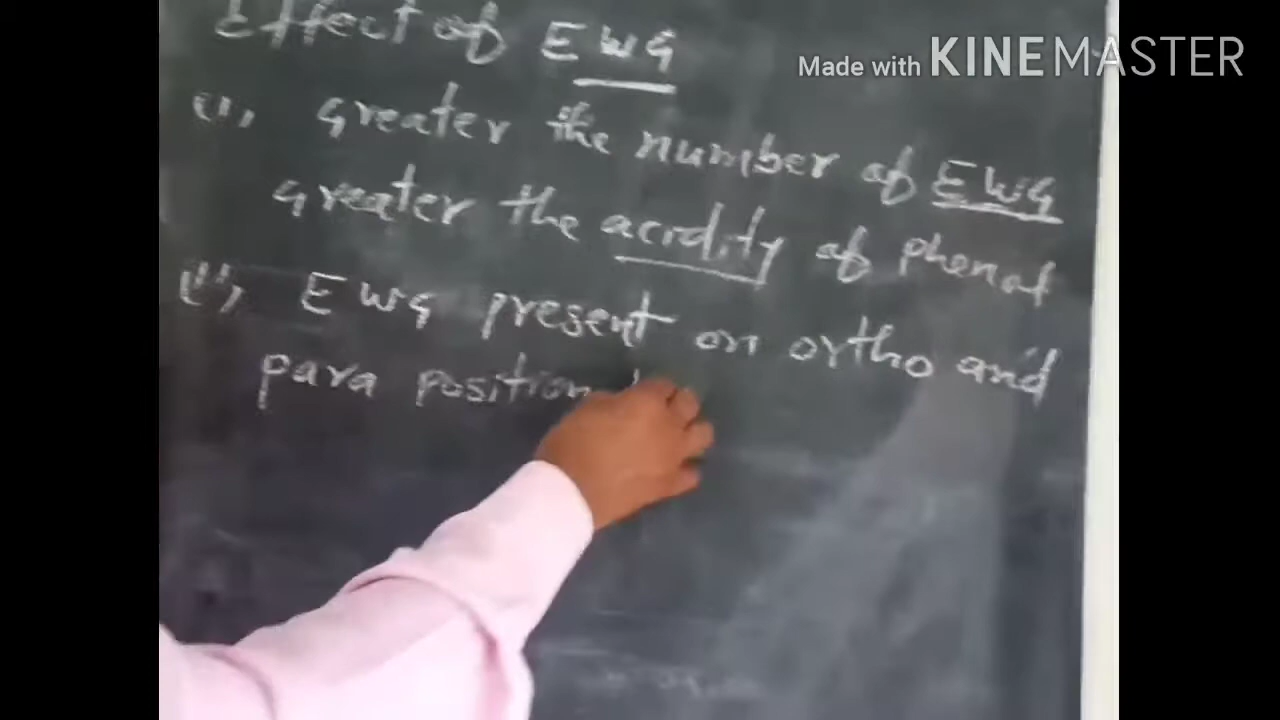 Effect of EWG
Made with KINEMASTER
(i), Greater the number of EWG
Greater the acidity of phenol
(ii), EWG present on ortho and
para position